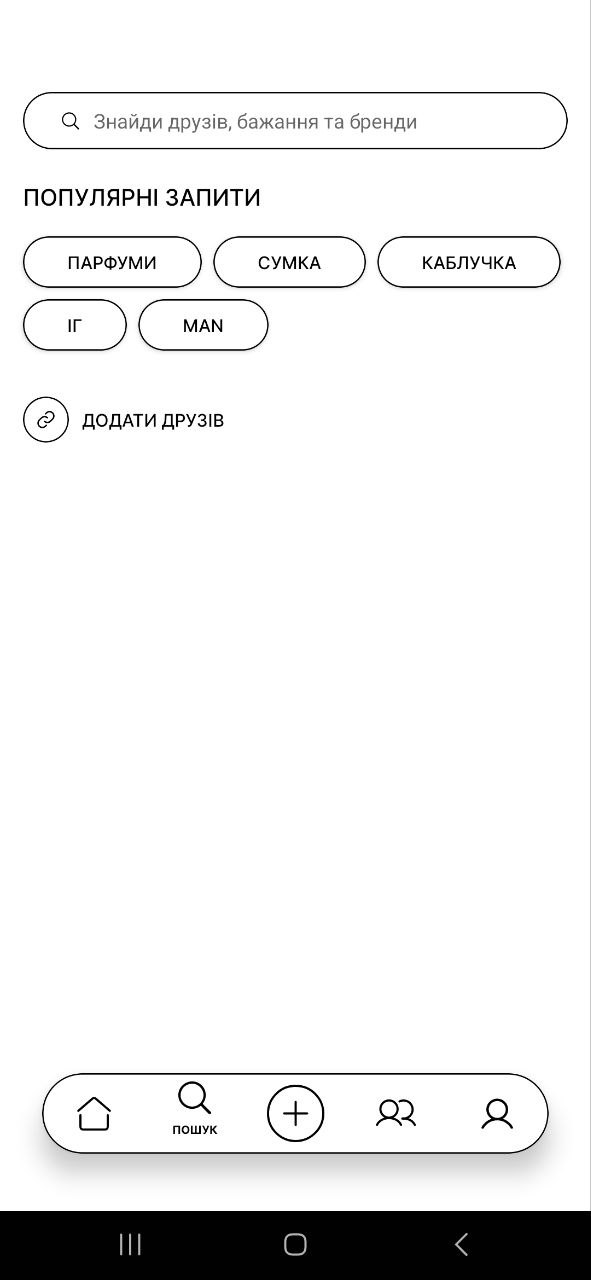 Знайди друзів, бажання та бренди
ПОПУЛЯРНІ ЗАПИТИ
ПАРФУМИ
СУМКА
КАБЛУЧКА
ІГ
MAN
ДОДАТИ ДРУЗІВ
ПОШУК